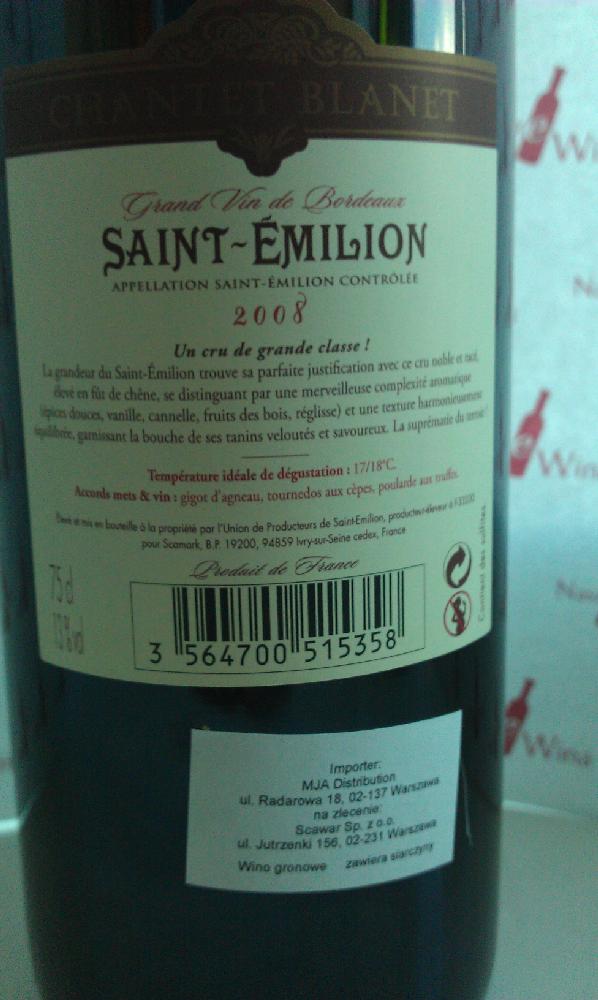 CHANTET BLANET
Grand Vin de Bordeaux
SAINT~ÉMILION
APPELLATION SAINT-ÉMILION CONTRÔLÉE
2008
Un cru de grande classe !
La grandeur du Saint-Émilion trouve sa parfaite justification avec ce cru noble et racé,
élevé en fût de chêne, se distinguant par une merveilleuse complexité aromatique
(épices douces, vanille, cannelle, fruits des bois, réglisse) et une texture harmonieusement
équilibrée, garnissant la bouche de ses tanins veloutés et savoureux. La suprématie du terroir !
Température idéale de dégustation : 17/18°C.
Accords mets & vin : gigot d'agneau, tournedos aux cèpes, poularde aux truffes.
Élevé et mis en bouteille à la propriété par l'Union de Producteurs de Saint-Emilion, producteur-éleveur à F-33330
pour Scamark, B.P. 19200, 94859 Ivry-sur-Seine cedex, France
Produit de France
Contient des sulfites
75 cl
13 % vol
3 564700 515358
Importer:
MJA Distribution
ul. Radarowa 18, 02-137 Warszawa
na zlecenie:
Scawar Sp. z o.o.
ul. Jutrzenki 156, 02-231 Warszawa
Wino gronowe zawiera siarczyny